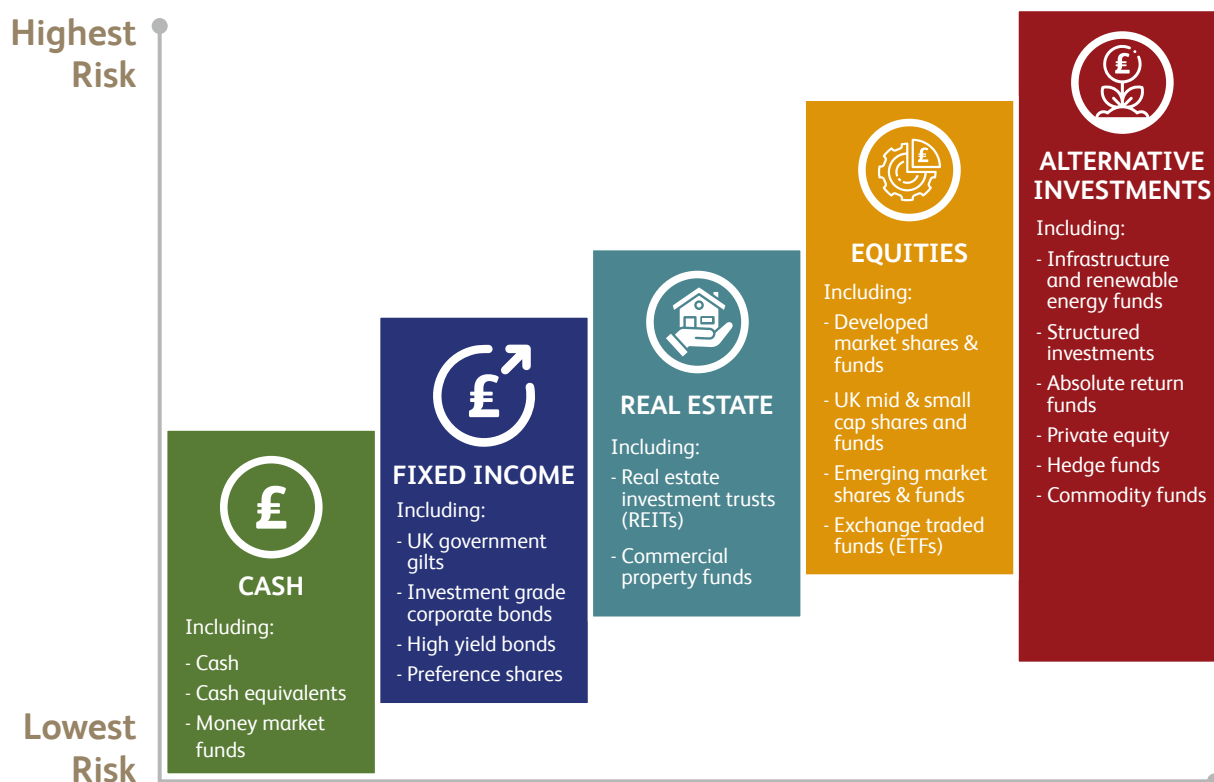 Highest
Risk
£
CASH
Including:
- Cash
- Cash equivalents
- Money market
funds
£
FIXED INCOME
Including:
- UK government
gilts
- Investment grade
corporate bonds
- High yield bonds
- Preference shares
REAL ESTATE
Including:
- Real estate
investment trusts
(REITs)
- Commercial
property funds
£
EQUITIES
Including:
- Developed
market shares &
funds
- UK mid & small
cap shares and
funds
- Emerging market
shares & funds
- Exchange traded
funds (ETFs)
£
ALTERNATIVE
INVESTMENTS
Including:
- Infrastructure
and renewable
energy funds
- Structured
investments
- Absolute return
funds
- Private equity
- Hedge funds
- Commodity funds
Lowest
Risk